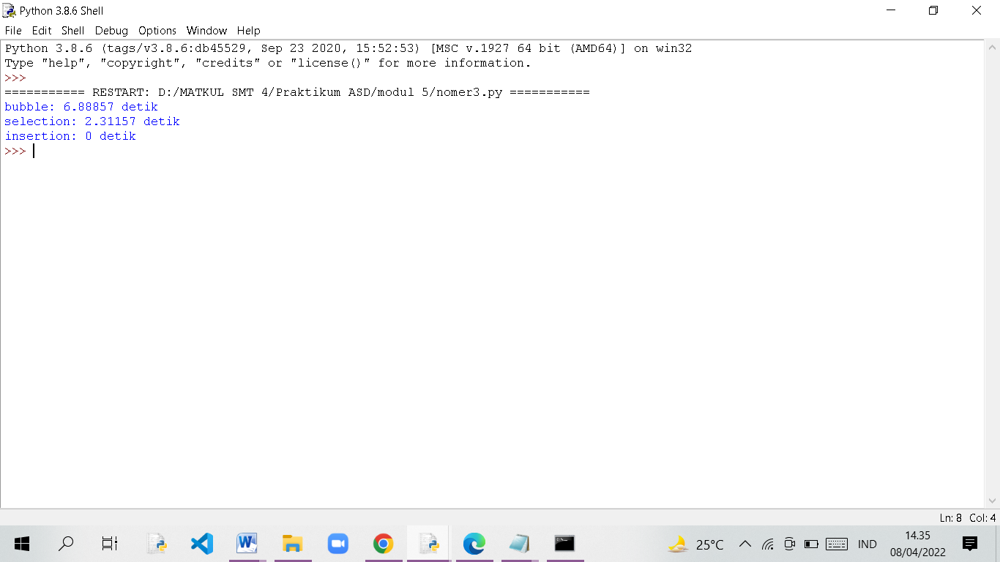 Python 3.8.6 Shell
File Edit Shell Debug Options Window Help
Python 3.8.6 (tags/v3.8.6:db45529, Sep 23 2020, 15:52:53) [MSC v.1927 64 bit (AMD64)] on win32
Type "help", "copyright", "credits" or "license()" for more information.
>>>
=========== RESTART: D:/MATKUL SMT 4/Praktikum ASD/modul 5/nomer3.py ===========
bubble: 6.88857 detik
selection: 2.31157 detik
insertion: 0 detik
>>>
Ln: 8 Col: 4
25°C
IND
14.35
08/04/2022